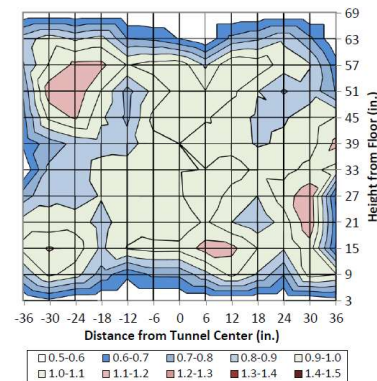 69
63
57
51
45
39
33
27
21
15
9
3
Height from Floor (in.)
-36 -30 -24 -18 -12 -6 0 6 12 18 24 30 36
Distance from Tunnel Center (in.)
0.5-0.6 0.6-0.7 0.7-0.8 0.8-0.9 0.9-1.0
1.0-1.1 1.1-1.2 1.2-1.3 1.3-1.4 1.4-1.5